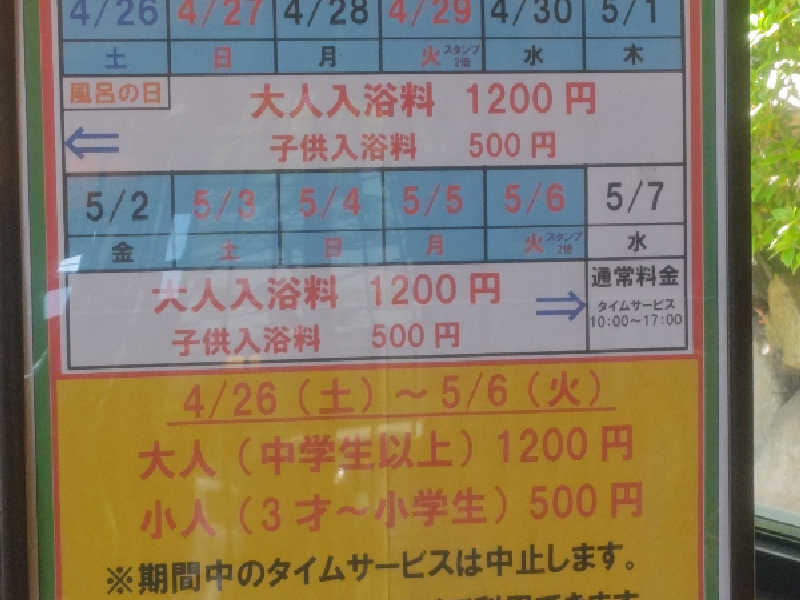 4/26 4/27 4/28 4/29 4/30 5/1
土 日 月 火 スタンプ2倍 水 木
風呂の日
大人入浴料 1200円
子供入浴料 500円
5/2 5/3 5/4 5/5 5/6 5/7
金 土 日 月 火 スタンプ2倍 水
大人入浴料 1200円
子供入浴料 500円
通常料金
タイムサービス
10:00～17:00
4/26（土）～5/6（火）
大人（中学生以上）1200円
小人（3才～小学生）500円
※期間中のタイムサービスは中止します。